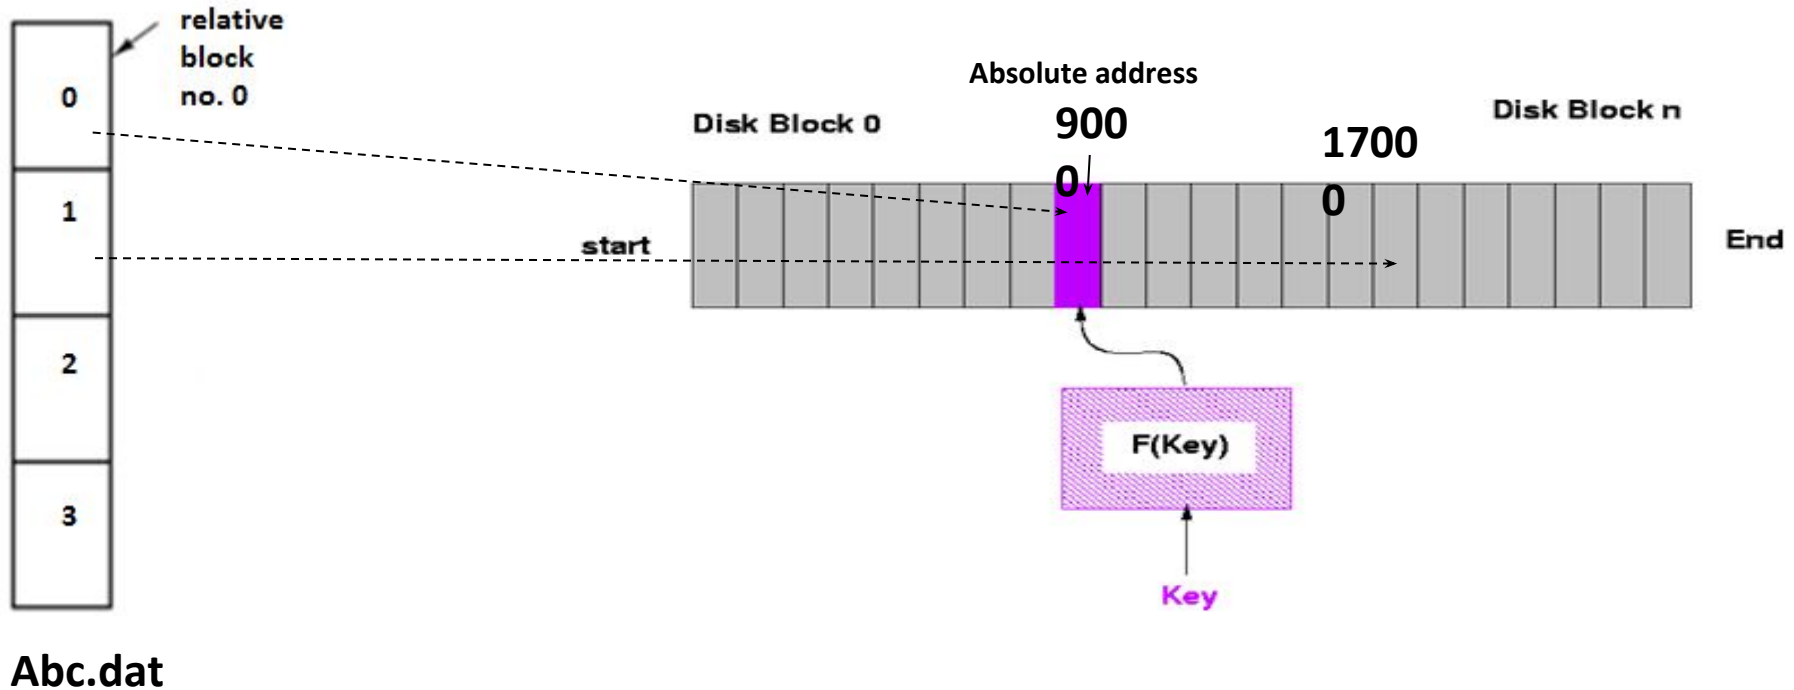 relative
block
no. 0
0
1
2
3
Abc.dat
Absolute address
Disk Block 0
900
0
1700
0
Disk Block n
start
End
F(Key)
Key